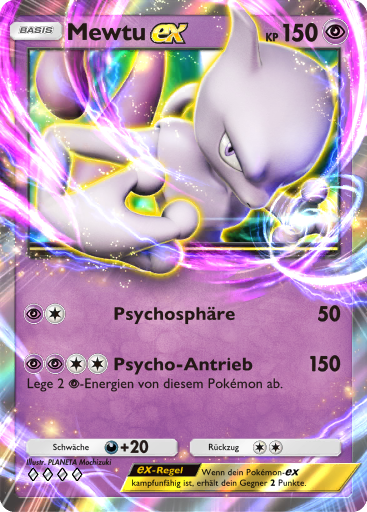 BASIS Mewtu ex KP 150
Psychosphäre 50
Psycho-Antrieb 150
Lege 2 -Energien von diesem Pokémon ab.
Schwäche +20 Rückzug
Illustr. PLANETA Mochizuki
ex-Regel Wenn dein Pokémon-ex
kampfunfähig ist, erhält dein Gegner 2 Punkte.